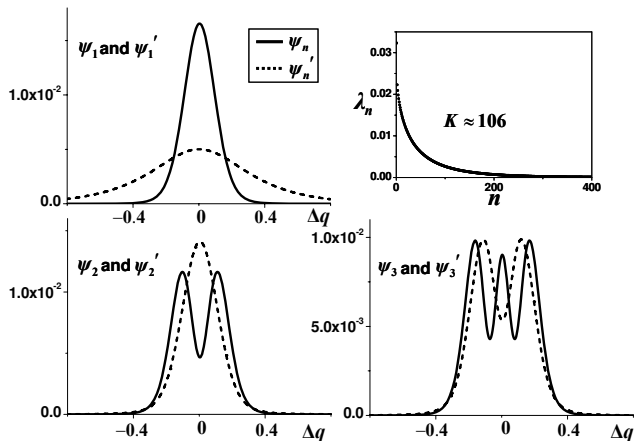 ψ₁ and ψ₁′
ψₙ
ψₙ′
1.0x10⁻²
0.0
−0.4
0
0.4
Δq
0.03
0.02
0.01
0.00
λₙ
K ≈ 106
0
200
400
n
ψ₂ and ψ₂′
1.0x10⁻²
0.0
−0.4
0
0.4
Δq
1.0x10⁻²
ψ₃ and ψ₃′
5.0x10⁻³
0.0
−0.4
0
0.4
Δq